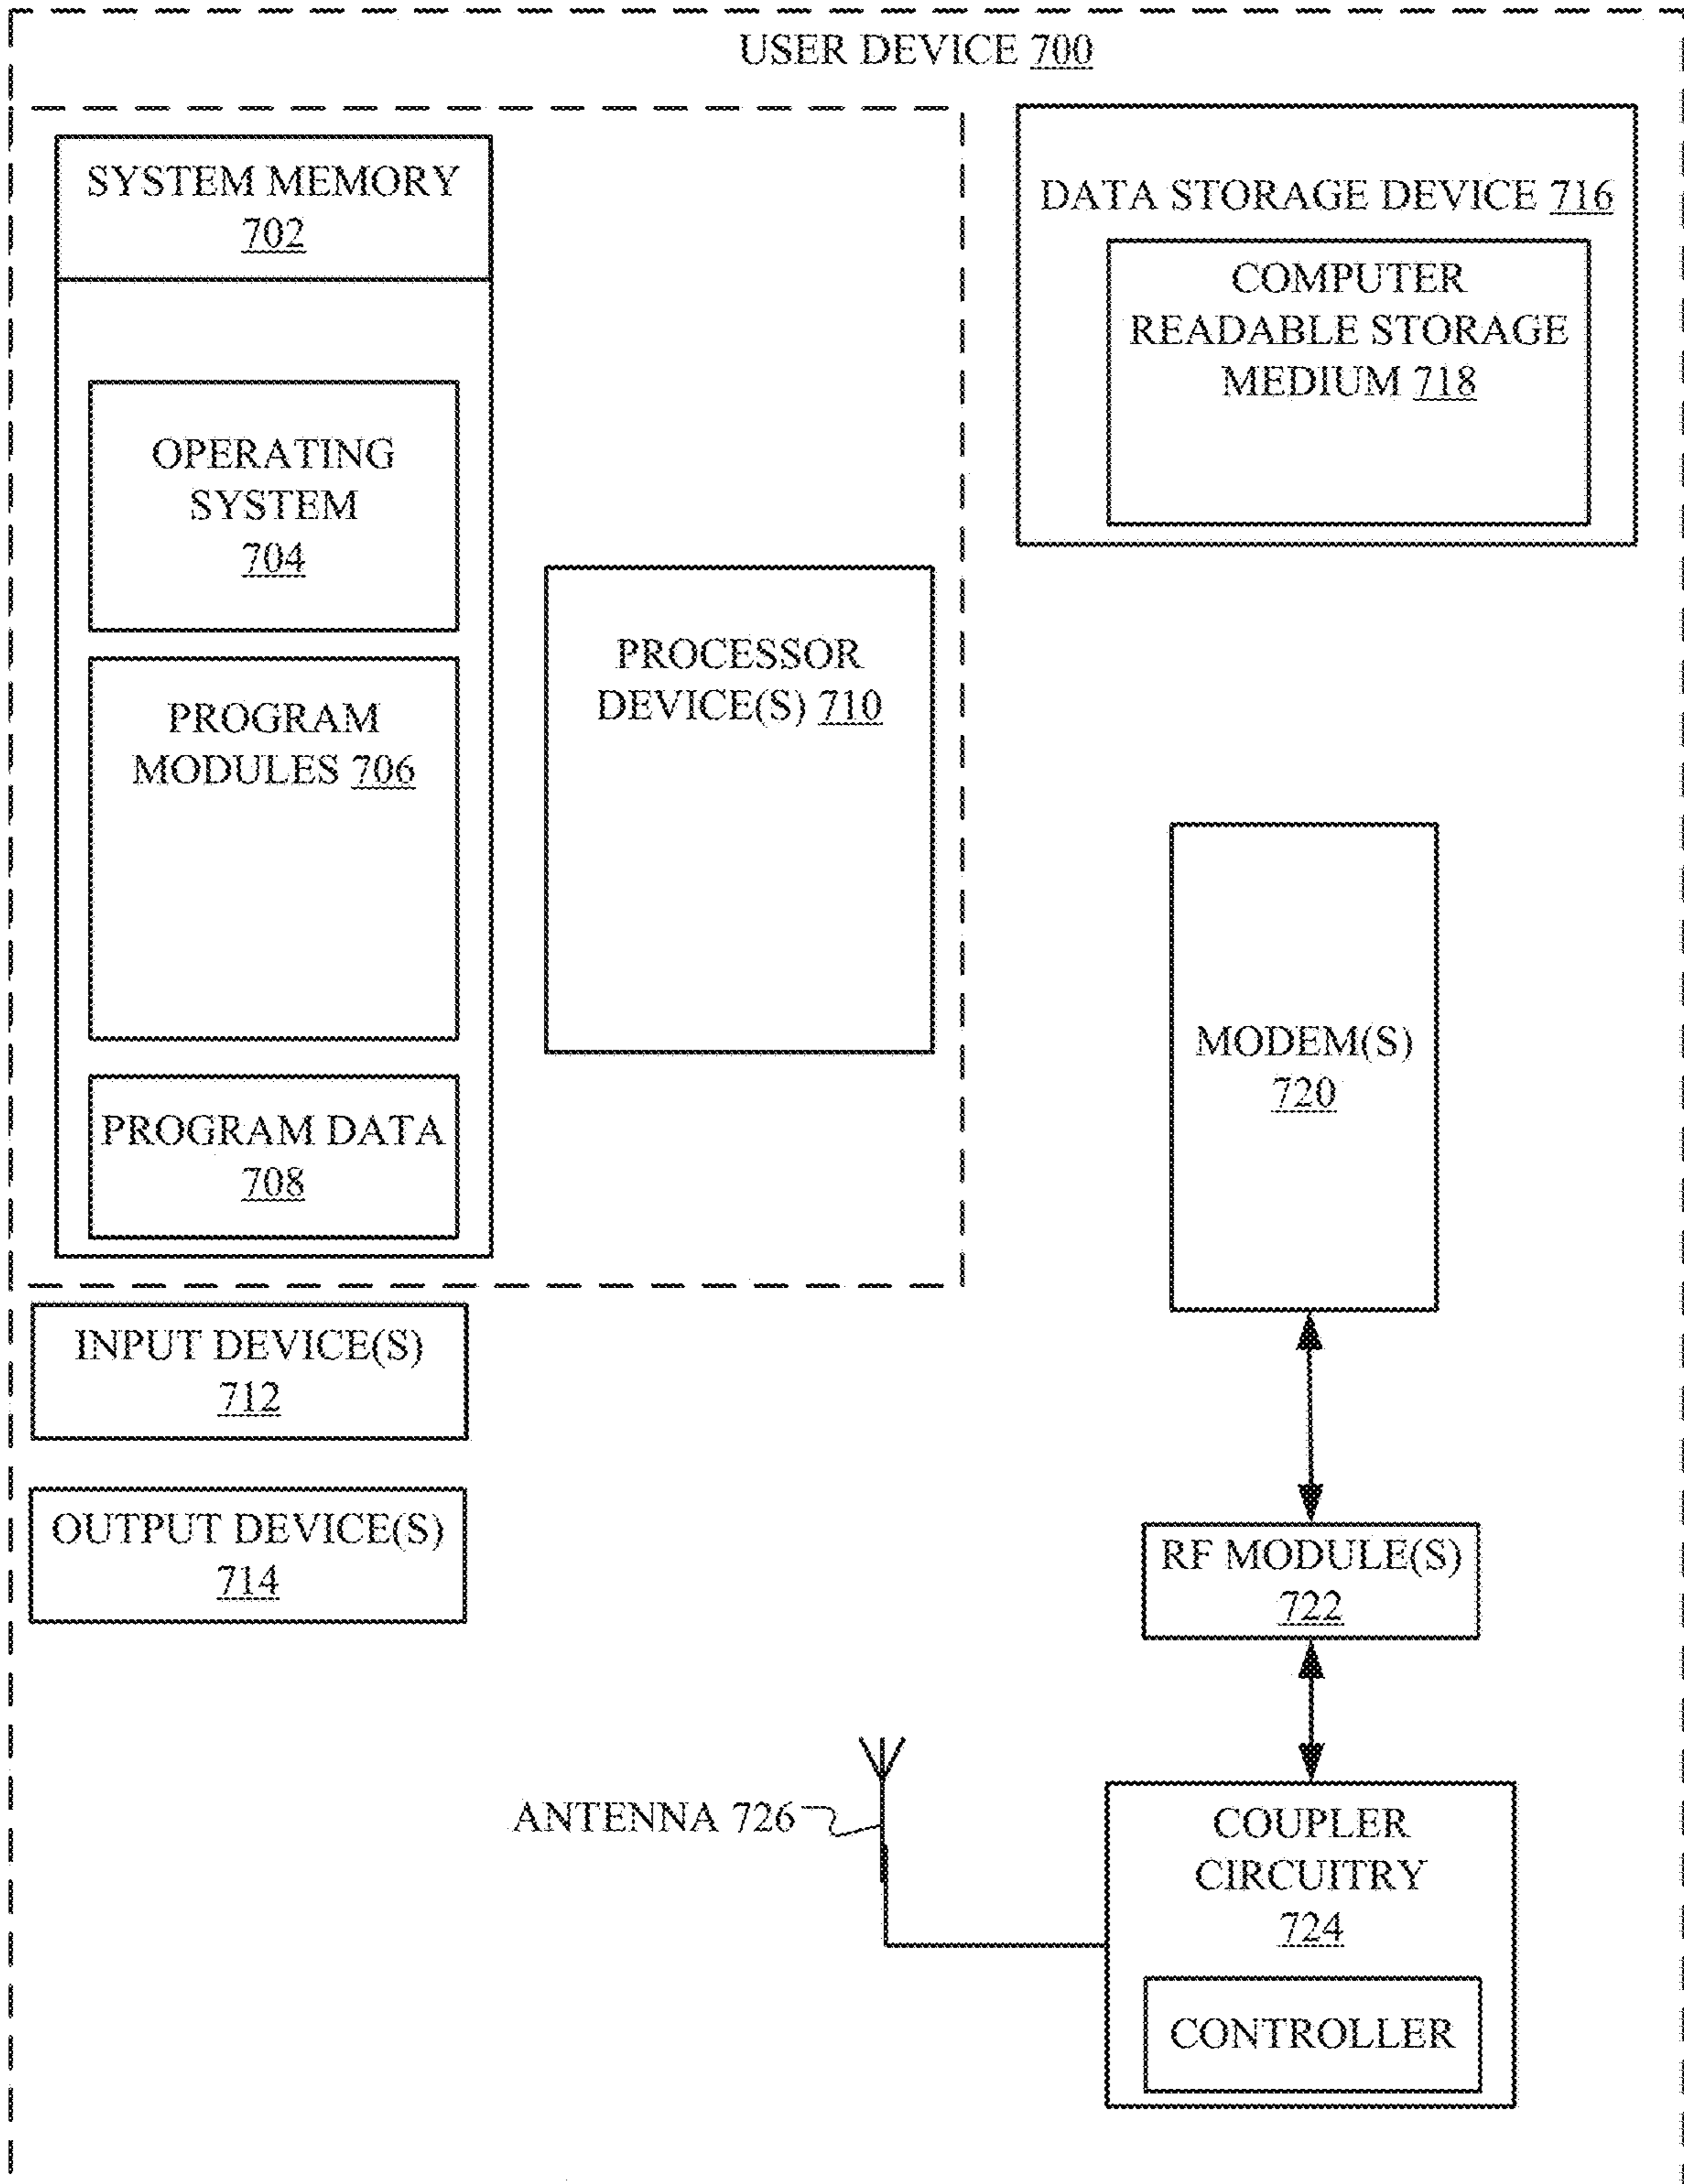 USER DEVICE 700
SYSTEM MEMORY
702
OPERATING
SYSTEM
704
PROGRAM
MODULES 706
PROGRAM DATA
708
PROCESSOR
DEVICE(S) 710
DATA STORAGE DEVICE 716
COMPUTER
READABLE STORAGE
MEDIUM 718
INPUT DEVICE(S)
712
OUTPUT DEVICE(S)
714
MODEM(S)
720
RF MODULE(S)
722
ANTENNA 726
COUPLER
CIRCUITRY
724
CONTROLLER